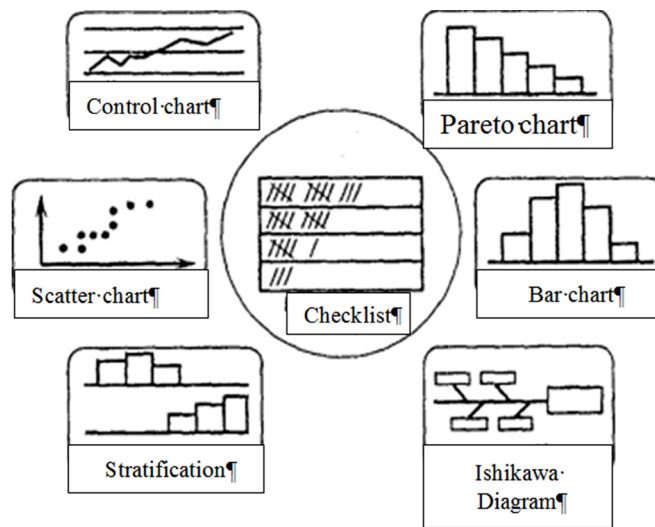 Control·chart¶
Pareto·chart¶
Scatter·chart¶
Checklist¶
Bar·chart¶
Stratification¶
Ishikawa·
Diagram¶